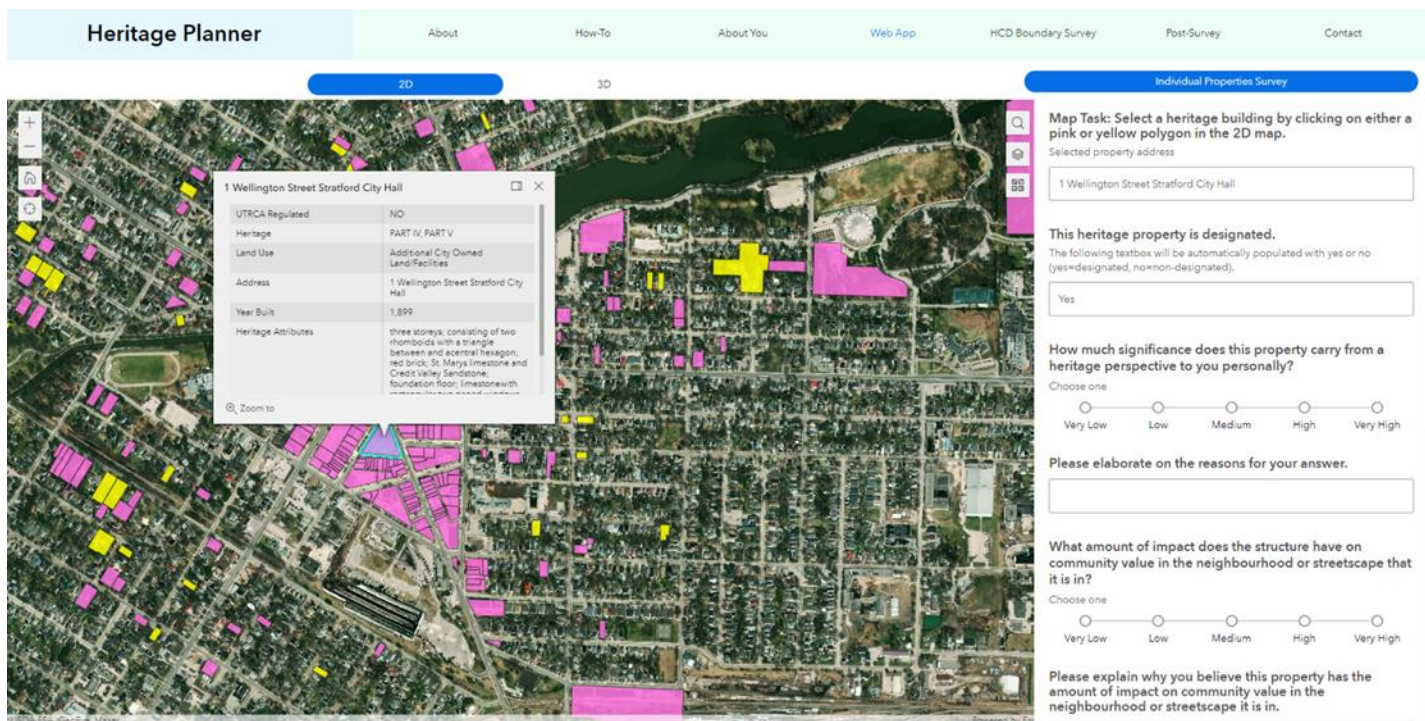 Heritage Planner
About
How-To
About You
Web App
HCD Boundary Survey
Post-Survey
Contact
2D
3D
Individual Properties Survey
1 Wellington Street Stratford City Hall
UTRCA Regulated NO
Heritage PART IV, PART V
Land Use Additional City Owned
Land/Facilities
Address 1 Wellington Street Stratford City
Hall
Year Built 1,899
Heritage Attributes three storeys; consisting of two
rhomboids with a triangle
between and acentral hexagon;
red brick; St. Marys limestone and
Credit Valley Sandstone;
foundation floor; limestonewith
Zoom to
Map Task: Select a heritage building by clicking on either a
pink or yellow polygon in the 2D map.
Selected property address
1 Wellington Street Stratford City Hall
This heritage property is designated.
The following textbox will be automatically populated with yes or no
(yes=designated, no=non-designated).
Yes
How much significance does this property carry from a
heritage perspective to you personally?
Choose one
Very Low Low Medium High Very High
Please elaborate on the reasons for your answer.
What amount of impact does the structure have on
community value in the neighbourhood or streetscape that
it is in?
Choose one
Very Low Low Medium High Very High
Please explain why you believe this property has the
amount of impact on community value in the
neighbourhood or streetscape it is in.